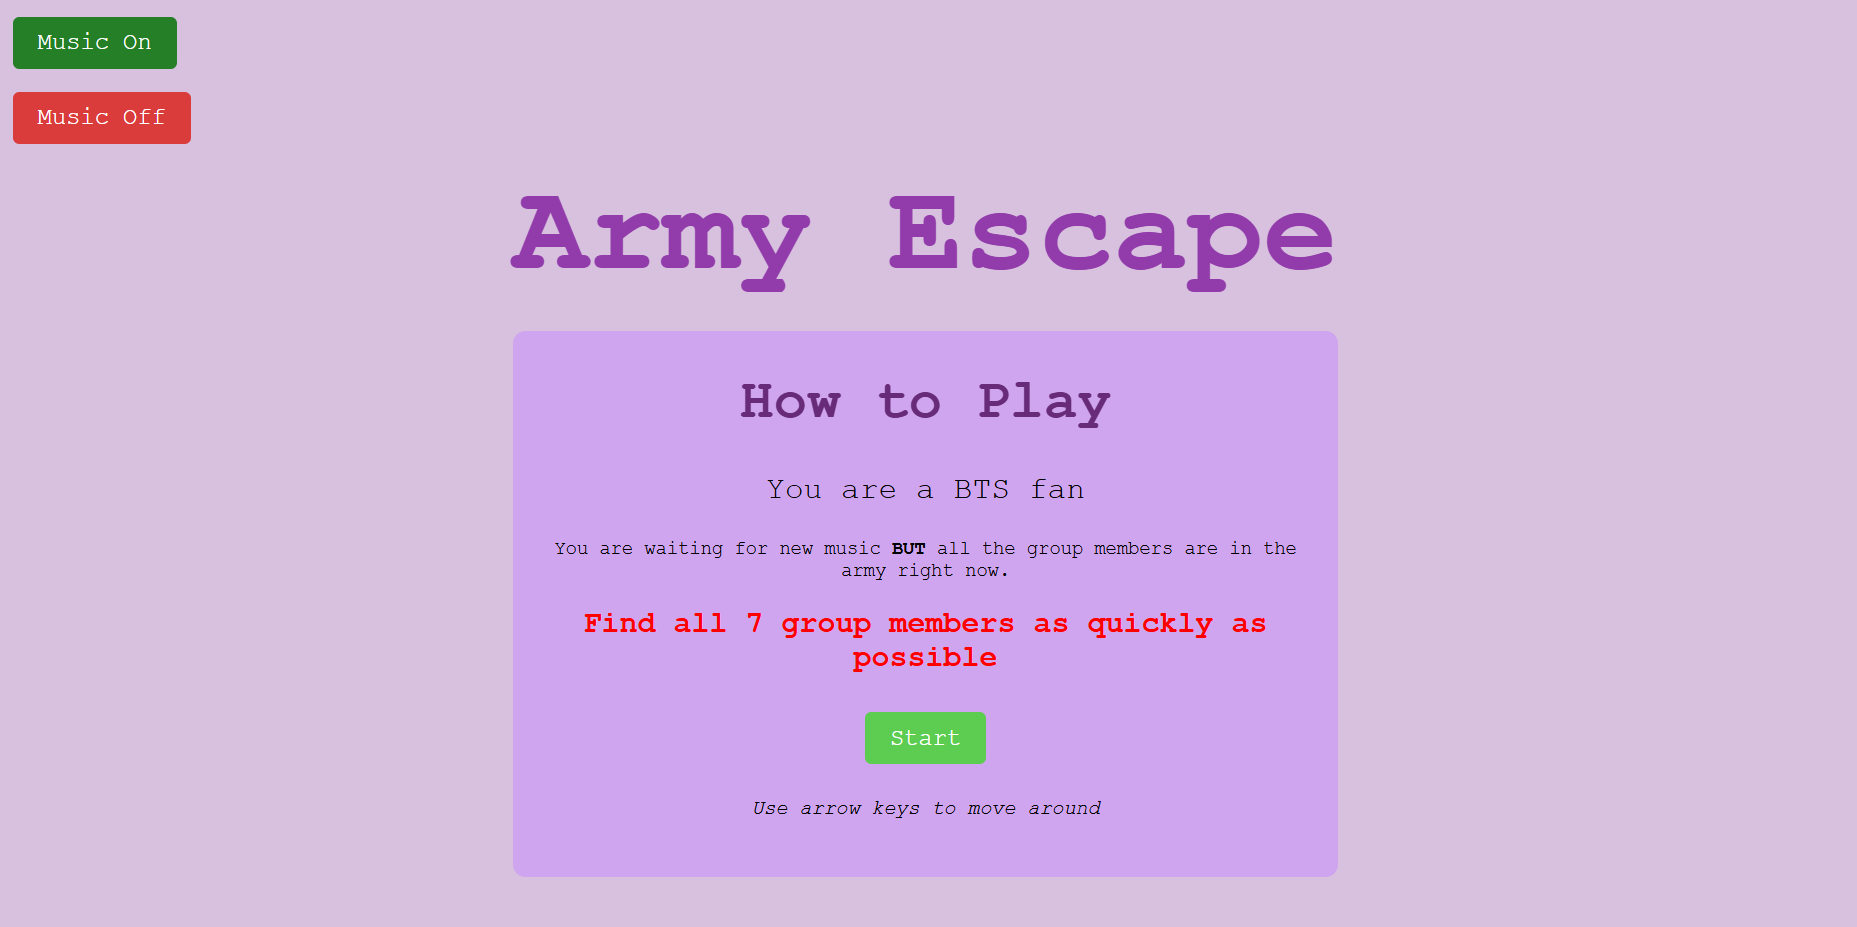 Music On
Music Off
Army Escape
How to Play
You are a BTS fan
You are waiting for new music BUT all the group members are in the
army right now.
Find all 7 group members as quickly as
possible
Start
Use arrow keys to move around